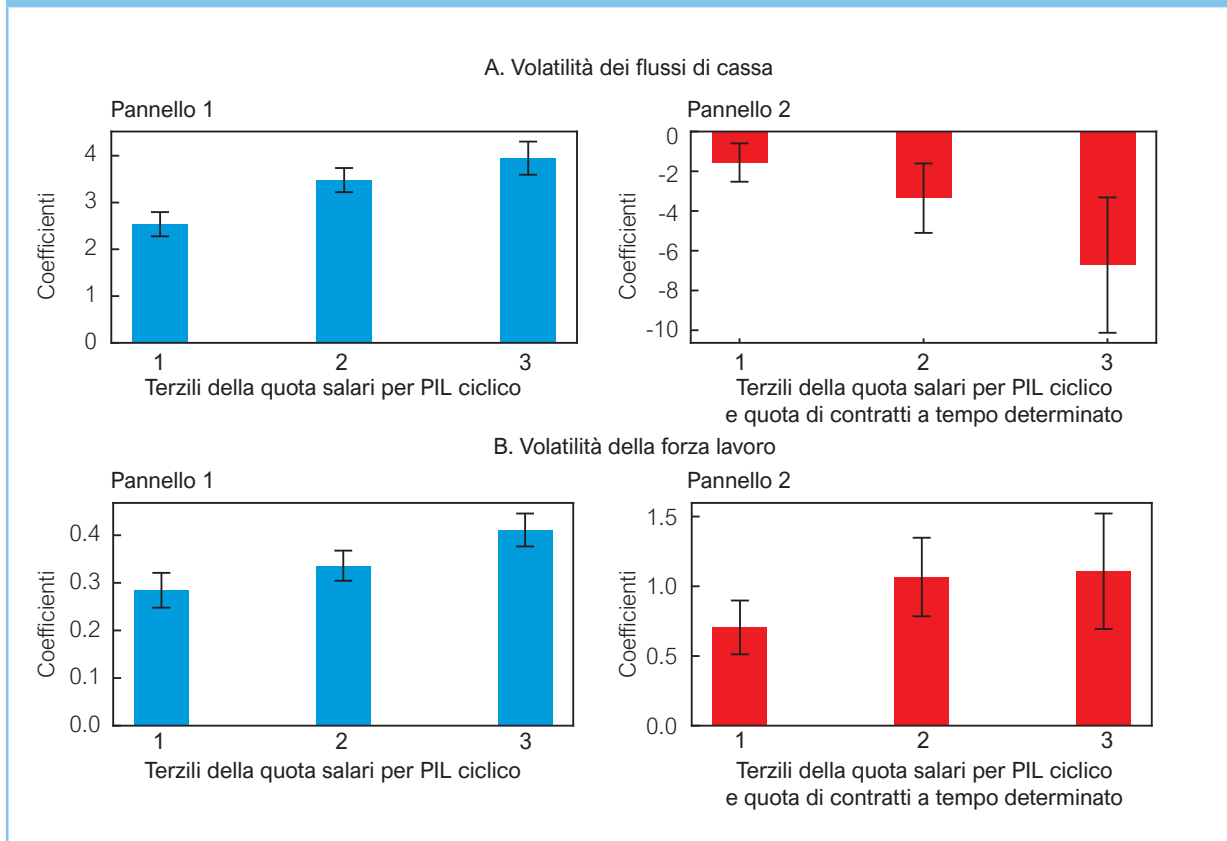 A. Volatilità dei flussi di cassa
Pannello 1
Coefficienti
4
3
2
1
0
1 2 3
Terzili della quota salari per PIL ciclico
Pannello 2
Coefficienti
0
-2
-4
-6
-8
-10
1 2 3
Terzili della quota salari per PIL ciclico
e quota di contratti a tempo determinato
B. Volatilità della forza lavoro
Pannello 1
Coefficienti
0.4
0.3
0.2
0.1
0.0
1 2 3
Terzili della quota salari per PIL ciclico
Pannello 2
Coefficienti
1.5
1.0
0.5
0.0
1 2 3
Terzili della quota salari per PIL ciclico
e quota di contratti a tempo determinato